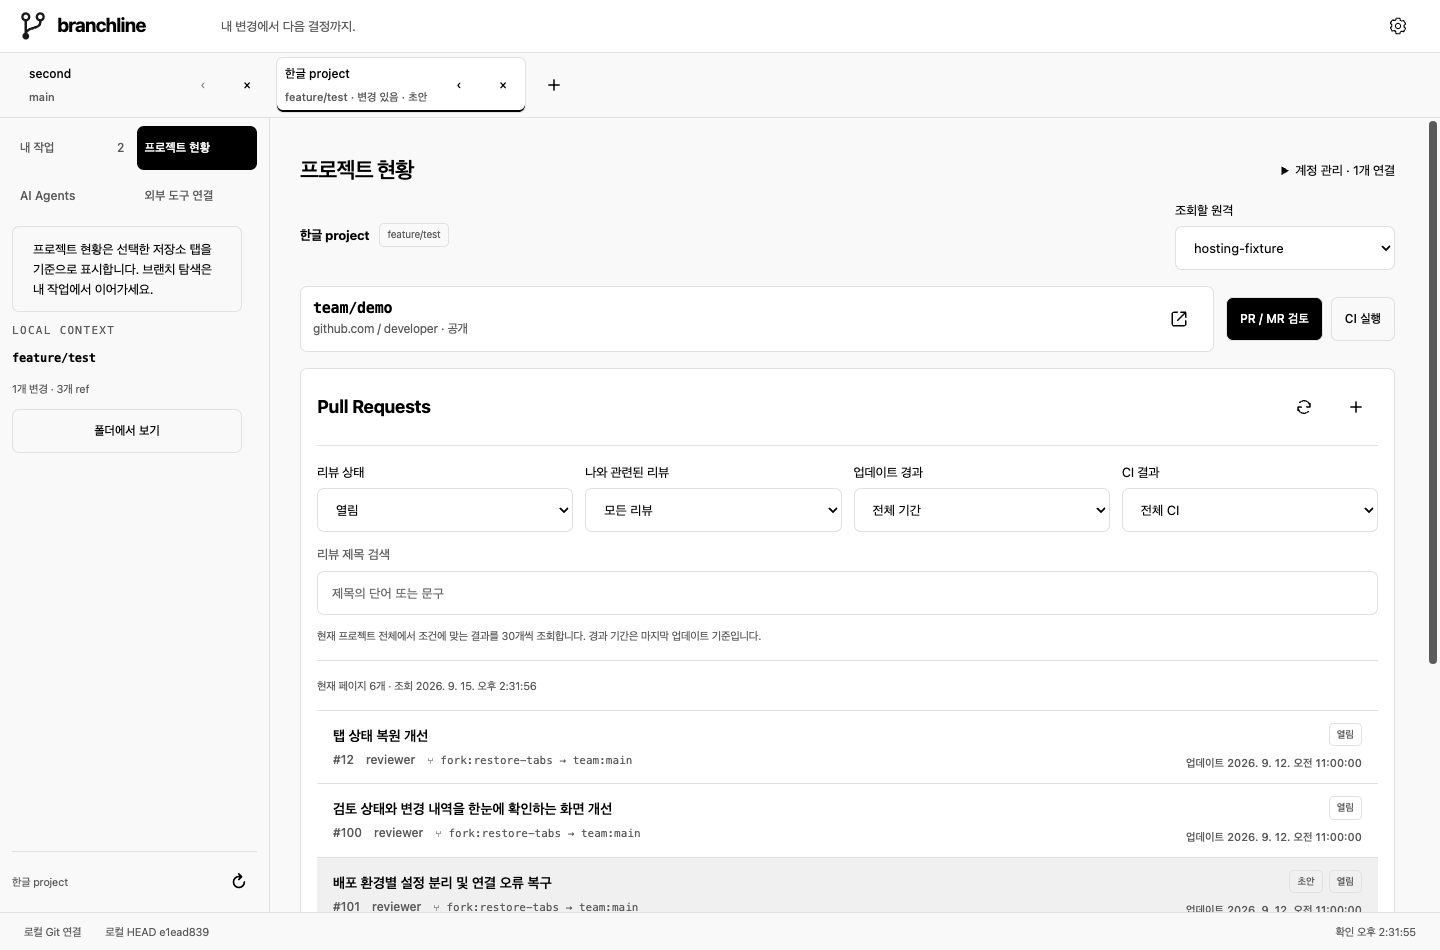 branchline
내 변경에서 다음 결정까지.
second
main
‹ ×
한글 project
feature/test · 변경 있음 · 초안
‹ × +
내 작업 2
프로젝트 현황
AI Agents
외부 도구 연결
프로젝트 현황은 선택한 저장소 탭을
기준으로 표시합니다. 브랜치 탐색은
내 작업에서 이어가세요.
LOCAL CONTEXT
feature/test
1개 변경 · 3개 ref
폴더에서 보기
한글 project
프로젝트 현황
▶ 계정 관리 · 1개 연결
한글 project feature/test
조회할 원격
hosting-fixture
team/demo
github.com / developer · 공개
PR / MR 검토
CI 실행
Pull Requests
리뷰 상태
열림
나와 관련된 리뷰
모든 리뷰
업데이트 경과
전체 기간
CI 결과
전체 CI
리뷰 제목 검색
제목의 단어 또는 문구
현재 프로젝트 전체에서 조건에 맞는 결과를 30개씩 조회합니다. 경과 기간은 마지막 업데이트 기준입니다.
현재 페이지 6개 · 조회 2026. 9. 15. 오후 2:31:56
탭 상태 복원 개선
열림
#12 reviewer fork:restore-tabs → team:main
업데이트 2026. 9. 12. 오전 11:00:00
검토 상태와 변경 내역을 한눈에 확인하는 화면 개선
열림
#100 reviewer fork:restore-tabs → team:main
업데이트 2026. 9. 12. 오전 11:00:00
배포 환경별 설정 분리 및 연결 오류 복구
초안 열림
#101 reviewer fork:restore-tabs → team:main
업데이트 2026. 9. 12. 오전 11:00:00
로컬 Git 연결
로컬 HEAD e1ead839
확인 오후 2:31:55